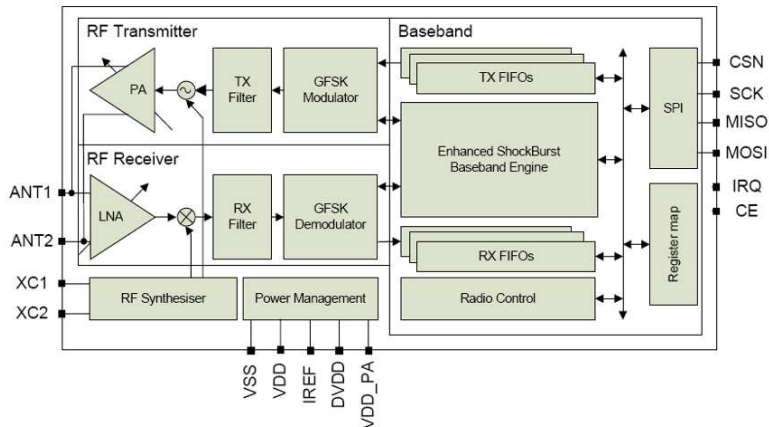 RF Transmitter
Baseband
PA
TX
Filter
GFSK
Modulator
TX FIFOs
SPI
CSN
SCK
MISO
MOSI
Enhanced ShockBurst
Baseband Engine
RF Receiver
ANT1
ANT2
LNA
RX
Filter
GFSK
Demodulator
RX FIFOs
Register map
IRQ
CE
XC1
XC2
RF Synthesiser
Power Management
Radio Control
VSS
VDD
IREF
DVDD
VDD_PA